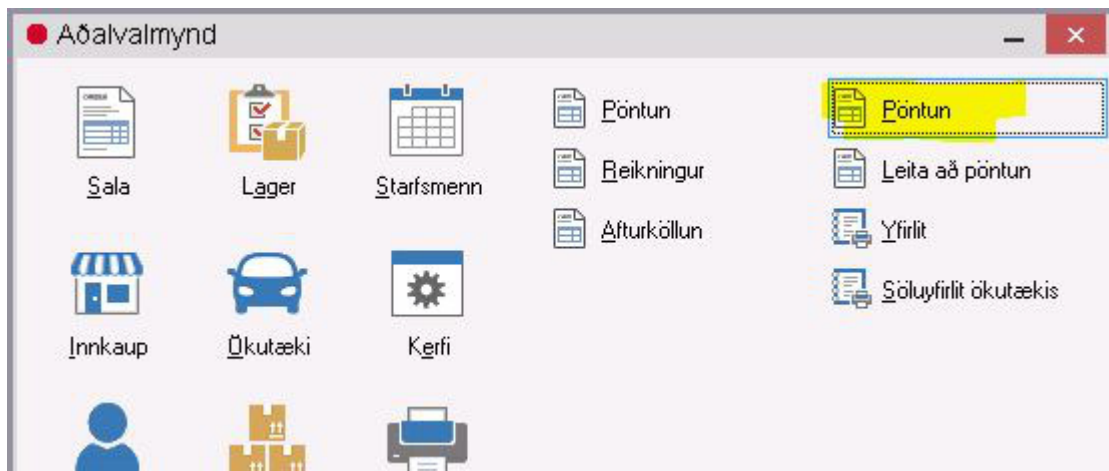 Aðalvalmynd
Sala
Lager
Starfsmenn
Innkaup
Ökutæki
Kerfi
Pöntun
Reikningur
Afturköllun
Pöntun
Leita að pöntun
Yfirlit
Söluyfirlit ökutækis